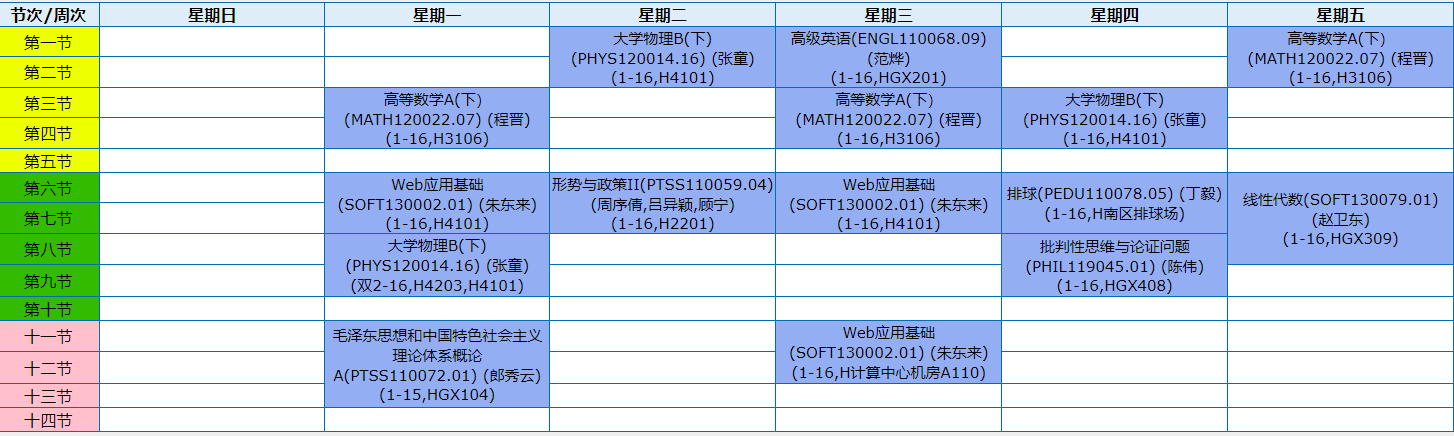 节次/周次 星期日 星期一 星期二 星期三 星期四 星期五
第一节
大学物理B(下)
(PHYS120014.16) (张童)
(1-16,H4101)
高级英语(ENGL110068.09)
(范烨)
(1-16,HGX201)
高等数学A(下)
(MATH120022.07) (程晋)
(1-16,H3106)
第二节
第三节
高等数学A(下)
(MATH120022.07) (程晋)
(1-16,H3106)
高等数学A(下)
(MATH120022.07) (程晋)
(1-16,H3106)
大学物理B(下)
(PHYS120014.16) (张童)
(1-16,H4101)
第四节
第五节
第六节
Web应用基础
(SOFT130002.01) (朱东来)
(1-16,H4101)
形势与政策II(PTSS110059.04)
(周序倩,吕异颖,顾宁)
(1-16,H2201)
Web应用基础
(SOFT130002.01) (朱东来)
(1-16,H4101)
排球(PEDU110078.05) (丁毅)
(1-16,H南区排球场)
线性代数(SOFT130079.01)
(赵卫东)
(1-16,HGX309)
第七节
第八节
大学物理B(下)
(PHYS120014.16) (张童)
(双2-16,H4203,H4101)
批判性思维与论证问题
(PHIL119045.01) (陈伟)
(1-16,HGX408)
第九节
第十节
十一节
毛泽东思想和中国特色社会主义
理论体系概论
A(PTSS110072.01) (郎秀云)
(1-15,HGX104)
Web应用基础
(SOFT130002.01) (朱东来)
(1-16,H计算中心机房A110)
十二节
十三节
十四节